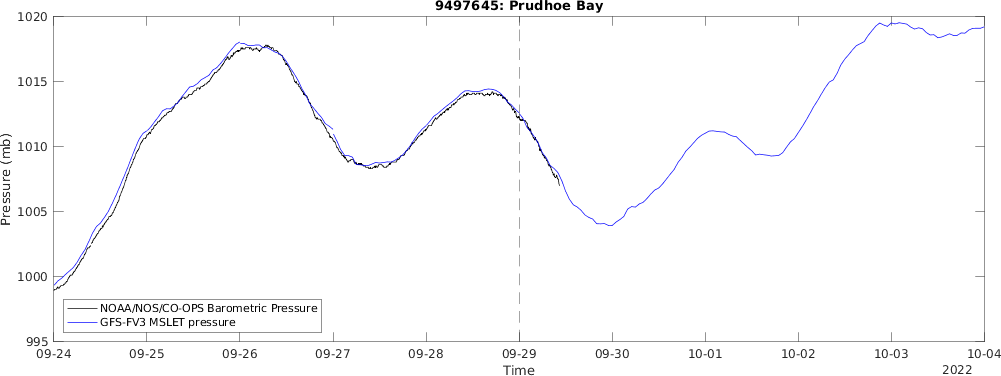 9497645: Prudhoe Bay
1020
1015
1010
1005
1000
995
Pressure (mb)
NOAA/NOS/CO-OPS Barometric Pressure
GFS-FV3 MSLET pressure
09-24 09-25 09-26 09-27 09-28 09-29 09-30 10-01 10-02 10-03 10-04
Time
2022